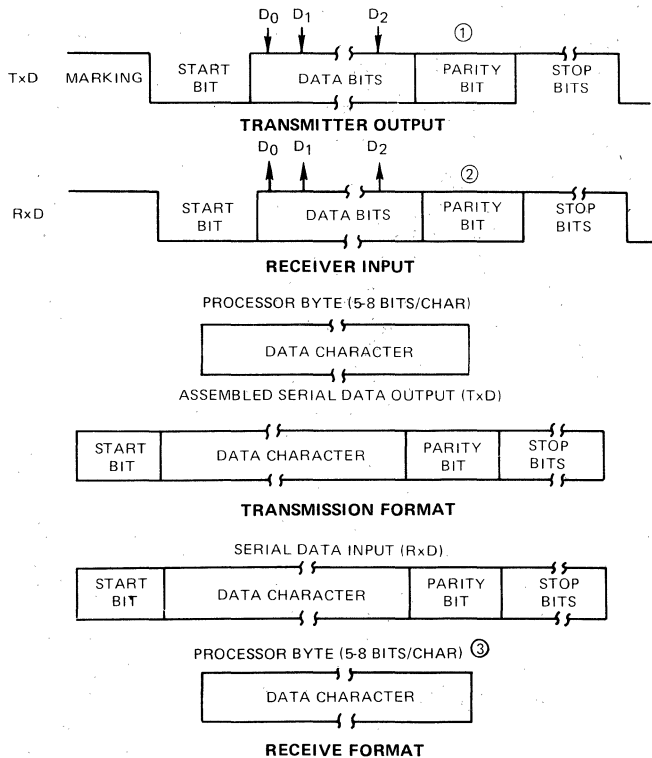 D0 D1 D2 ①
TxD MARKING START BIT DATA BITS PARITY BIT STOP BITS
TRANSMITTER OUTPUT
D0 D1 D2 ②
RxD START BIT DATA BITS PARITY BIT STOP BITS
RECEIVER INPUT
PROCESSOR BYTE (5-8 BITS/CHAR)
DATA CHARACTER
ASSEMBLED SERIAL DATA OUTPUT (TxD)
START BIT DATA CHARACTER PARITY BIT STOP BITS
TRANSMISSION FORMAT
SERIAL DATA INPUT (RxD)
START BIT DATA CHARACTER PARITY BIT STOP BITS
PROCESSOR BYTE (5-8 BITS/CHAR) ③
DATA CHARACTER
RECEIVE FORMAT